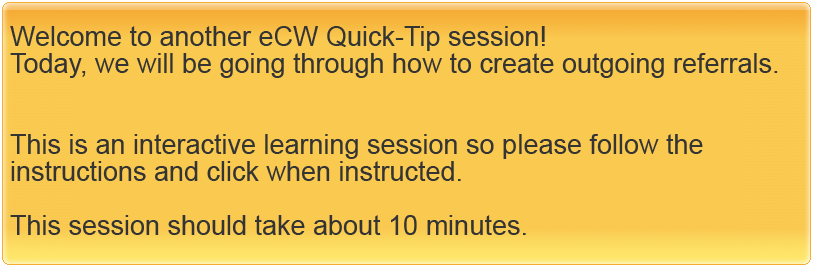 Welcome to another eCW Quick-Tip session!
Today, we will be going through how to create outgoing referrals.
This is an interactive learning session so please follow the
instructions and click when instructed.
This session should take about 10 minutes.